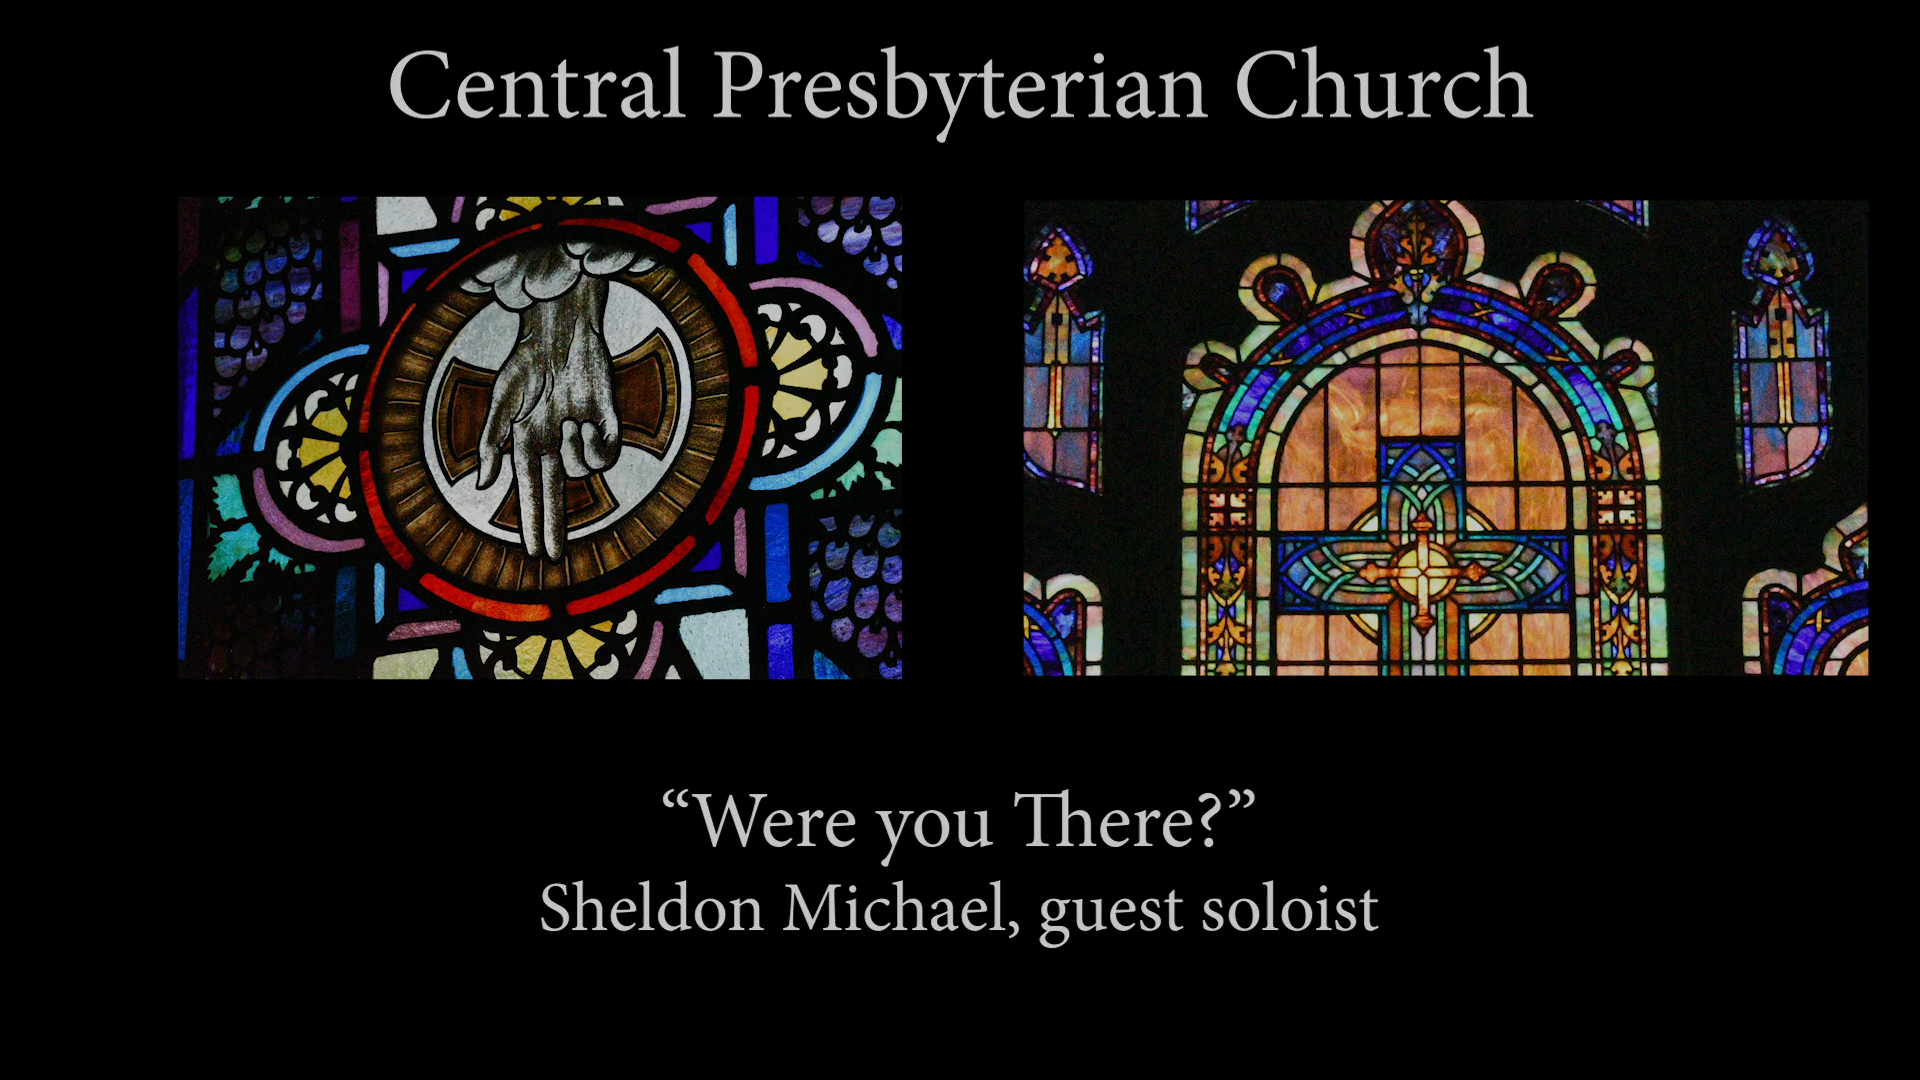 Central Presbyterian Church
“Were you There?”
Sheldon Michael, guest soloist